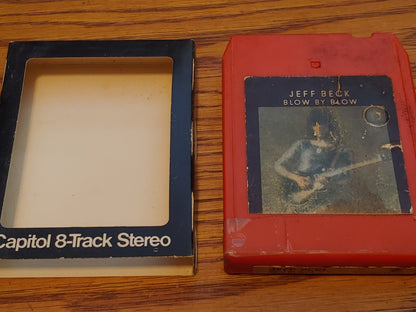 Capitol 8-Track Stereo
JEFF BECK
BLOW BY BLOW